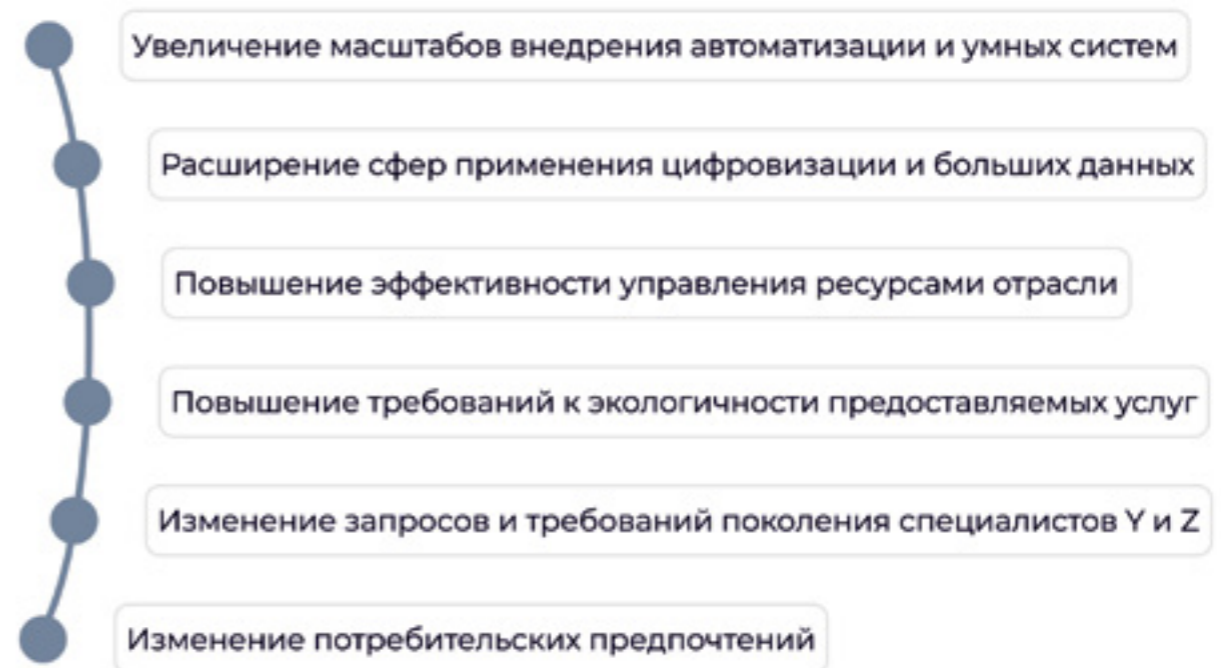 Увеличение масштабов внедрения автоматизации и умных систем
Расширение сфер применения цифровизации и больших данных
Повышение эффективности управления ресурсами отрасли
Повышение требований к экологичности предоставляемых услуг
Изменение запросов и требований поколения специалистов Y и Z
Изменение потребительских предпочтений